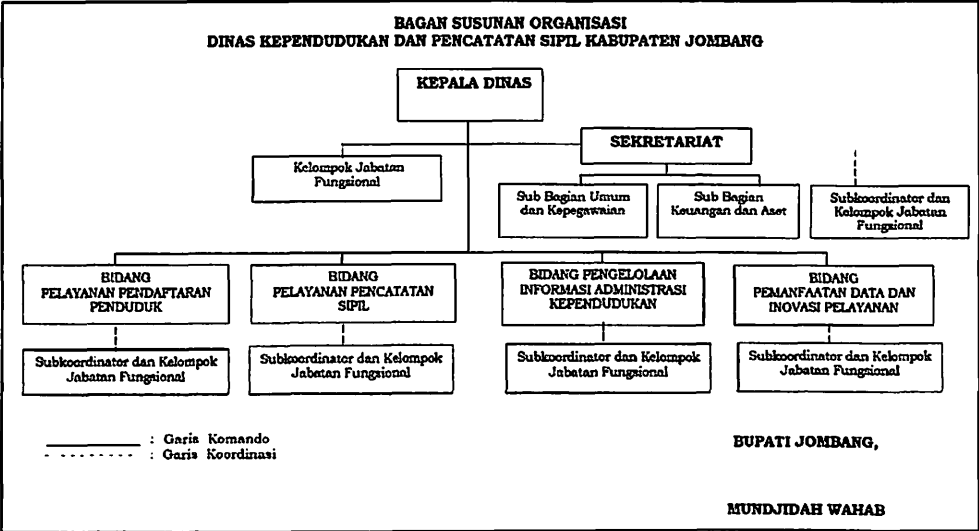 BAGAN SUSUNAN ORGANISASI
DINAS KEPENDUDUKAN DAN PENCATATAN SIPIL KABUPATEN JOMBANG
KEPALA DINAS
SEKRETARIAT
Kelompok Jabatan
Fungsional
Sub Bagian Umum
dan Kepegawaian
Sub Bagian
Keuangan dan Aset
Subkoordinator dan
Kelompok Jabatan
Fungsional
BIDANG
PELAYANAN PENDAFTARAN
PENDUDUK
BIDANG
PELAYANAN PENCATATAN
SIPIL
BIDANG PENGELOLAAN
INFORMASI ADMINISTRASI
KEPENDUDUKAN
BIDANG
PEMANFAATAN DATA DAN
INOVASI PELAYANAN
Subkoordinator dan Kelompok
Jabatan Fungsional
Subkoordinator dan Kelompok
Jabatan Fungsional
Subkoordinator dan Kelompok
Jabatan Fungsional
Subkoordinator dan Kelompok
Jabatan Fungsional
: Garis Komando
: Garis Koordinasi
BUPATI JOMBANG,
MUNDJIDAH WAHAB